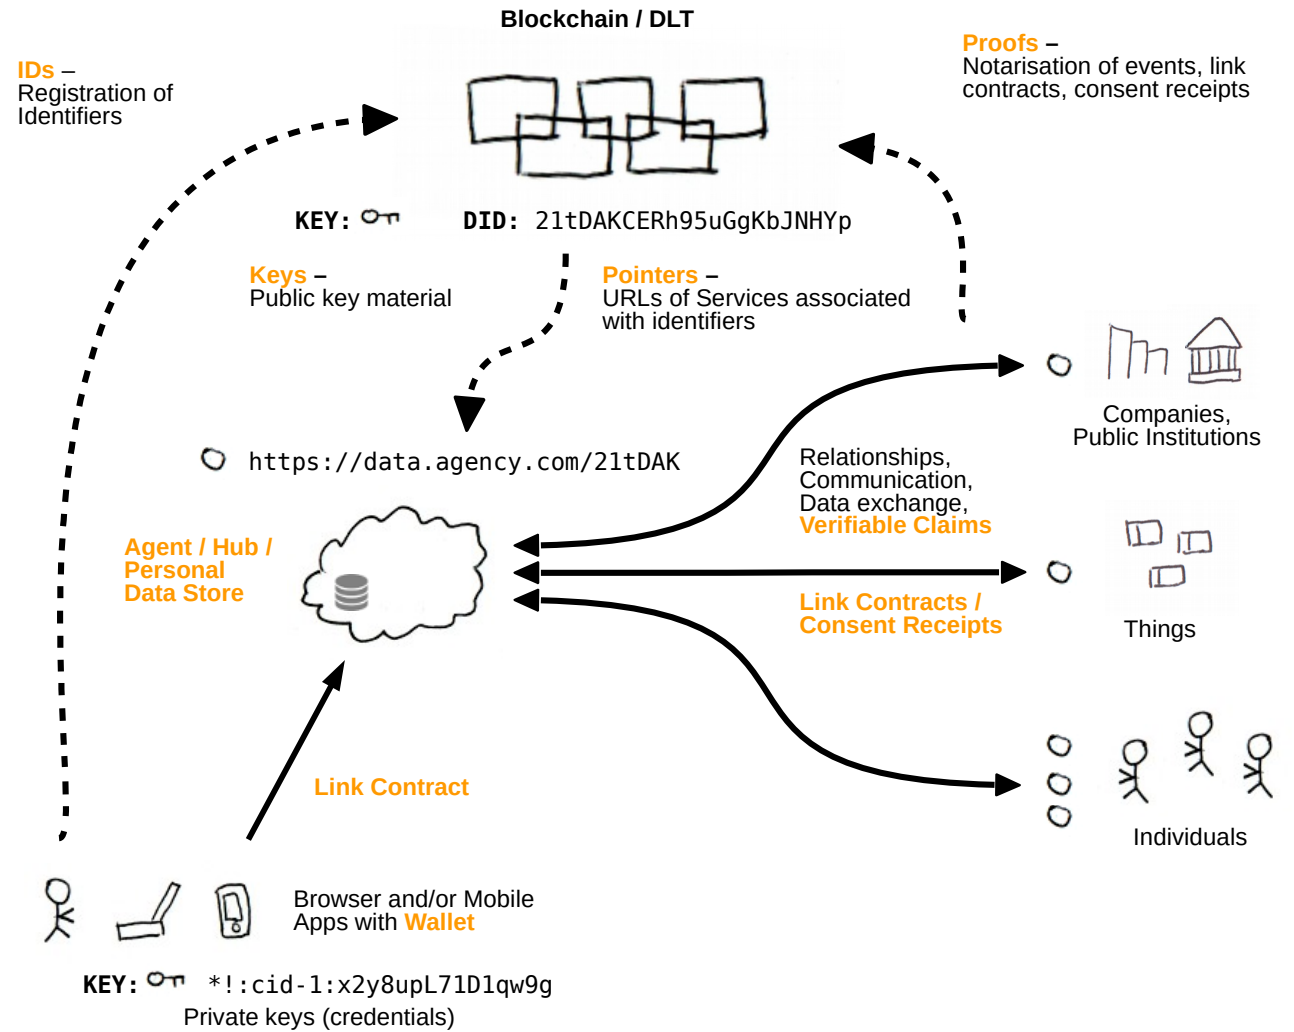 Blockchain / DLT
IDs –
Registration of
Identifiers
Proofs –
Notarisation of events, link
contracts, consent receipts
KEY:
DID: 21tDAKCERh95uGgKbJNHYp
Keys –
Public key material
Pointers –
URLs of Services associated
with identifiers
Companies,
Public Institutions
https://data.agency.com/21tDAK
Relationships,
Communication,
Data exchange,
Verifiable Claims
Agent / Hub /
Personal
Data Store
Link Contracts /
Consent Receipts
Things
Link Contract
Individuals
Browser and/or Mobile
Apps with Wallet
KEY: *!:cid-1:x2y8upL71D1qw9g
Private keys (credentials)